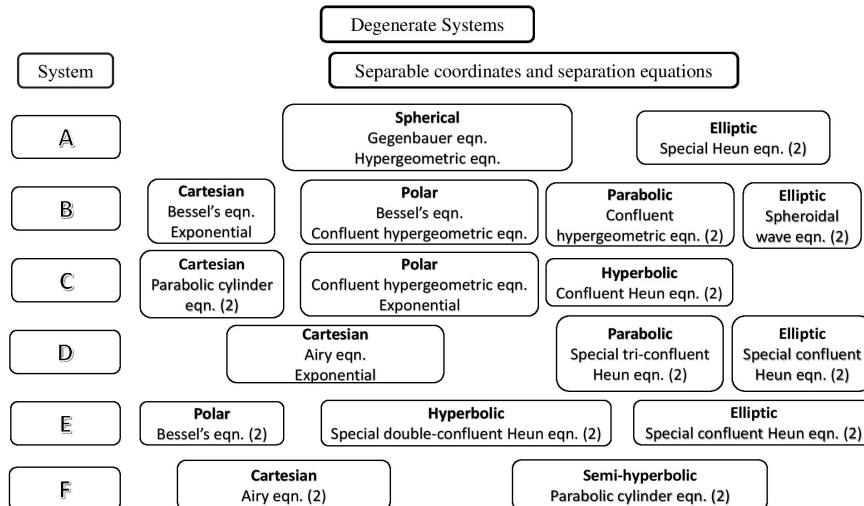 Degenerate Systems
System
Separable coordinates and separation equations
A
Spherical
Gegenbauer eqn.
Hypergeometric eqn.
Elliptic
Special Heun eqn. (2)
B
Cartesian
Bessel's eqn.
Exponential
Polar
Bessel's eqn.
Confluent hypergeometric eqn.
Parabolic
Confluent
hypergeometric eqn. (2)
Elliptic
Spheroidal
wave eqn. (2)
C
Cartesian
Parabolic cylinder
eqn. (2)
Polar
Confluent hypergeometric eqn.
Exponential
Hyperbolic
Confluent Heun eqn. (2)
D
Cartesian
Airy eqn.
Exponential
Parabolic
Special tri-confluent
Heun eqn. (2)
Elliptic
Special confluent
Heun eqn. (2)
E
Polar
Bessel's eqn. (2)
Hyperbolic
Special double-confluent Heun eqn. (2)
Elliptic
Special confluent Heun eqn. (2)
F
Cartesian
Airy eqn. (2)
Semi-hyperbolic
Parabolic cylinder eqn. (2)